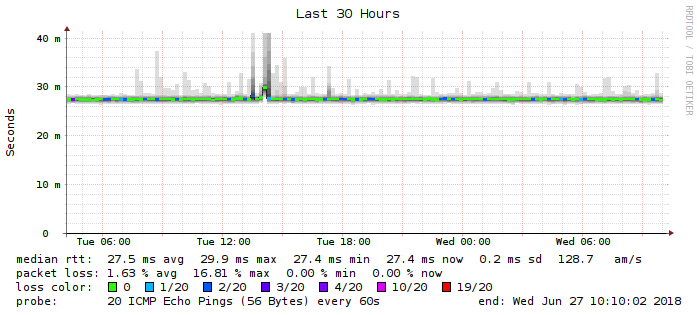 Last 30 Hours
RRDTOOL / TOBI OETIKER
Seconds
40 m
30 m
20 m
10 m
0
Tue 06:00 Tue 12:00 Tue 18:00 Wed 00:00 Wed 06:00
median rtt: 27.5 ms avg 29.9 ms max 27.4 ms min 27.4 ms now 0.2 ms sd 128.7 am/s
packet loss: 1.63 % avg 16.81 % max 0.00 % min 0.00 % now
loss color: 0 1/20 2/20 3/20 4/20 10/20 19/20
probe: 20 ICMP Echo Pings (56 Bytes) every 60s end: Wed Jun 27 10:10:02 2018